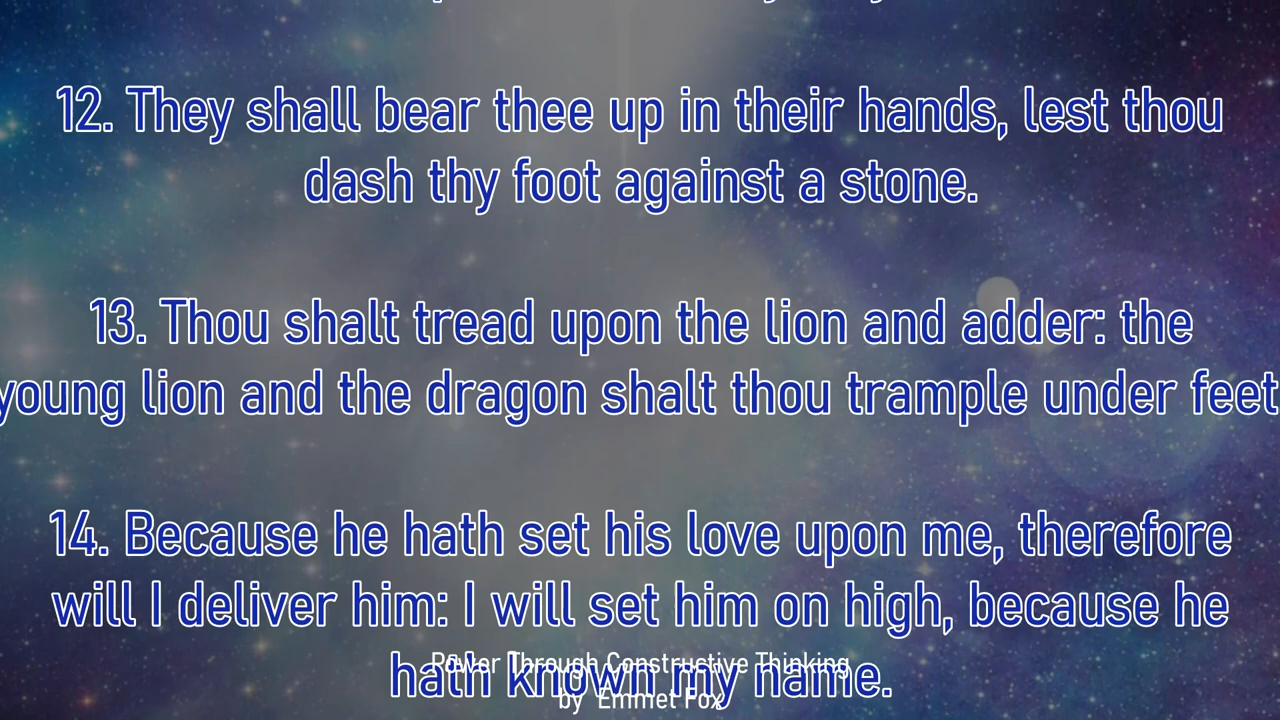 12. They shall bear thee up in their hands, lest thou
dash thy foot against a stone.
13. Thou shalt tread upon the lion and adder: the
young lion and the dragon shalt thou trample under feet
14. Because he hath set his love upon me, therefore
will I deliver him: I will set him on high, because he
hath known my name.
Power Through Constructive Thinking
by Emmet Fox